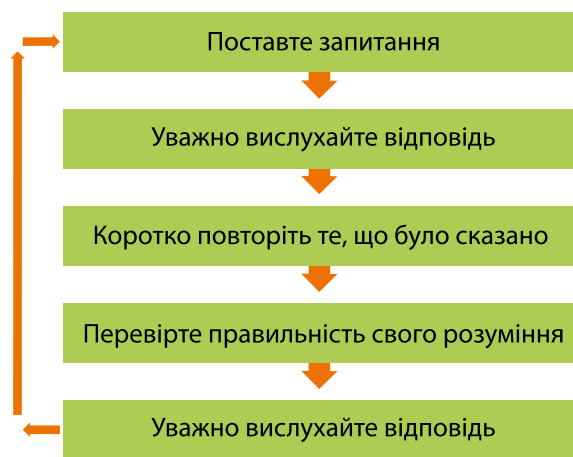 Поставте запитання
Уважно вислухайте відповідь
Коротко повторіть те, що було сказано
Перевірте правильність свого розуміння
Уважно вислухайте відповідь